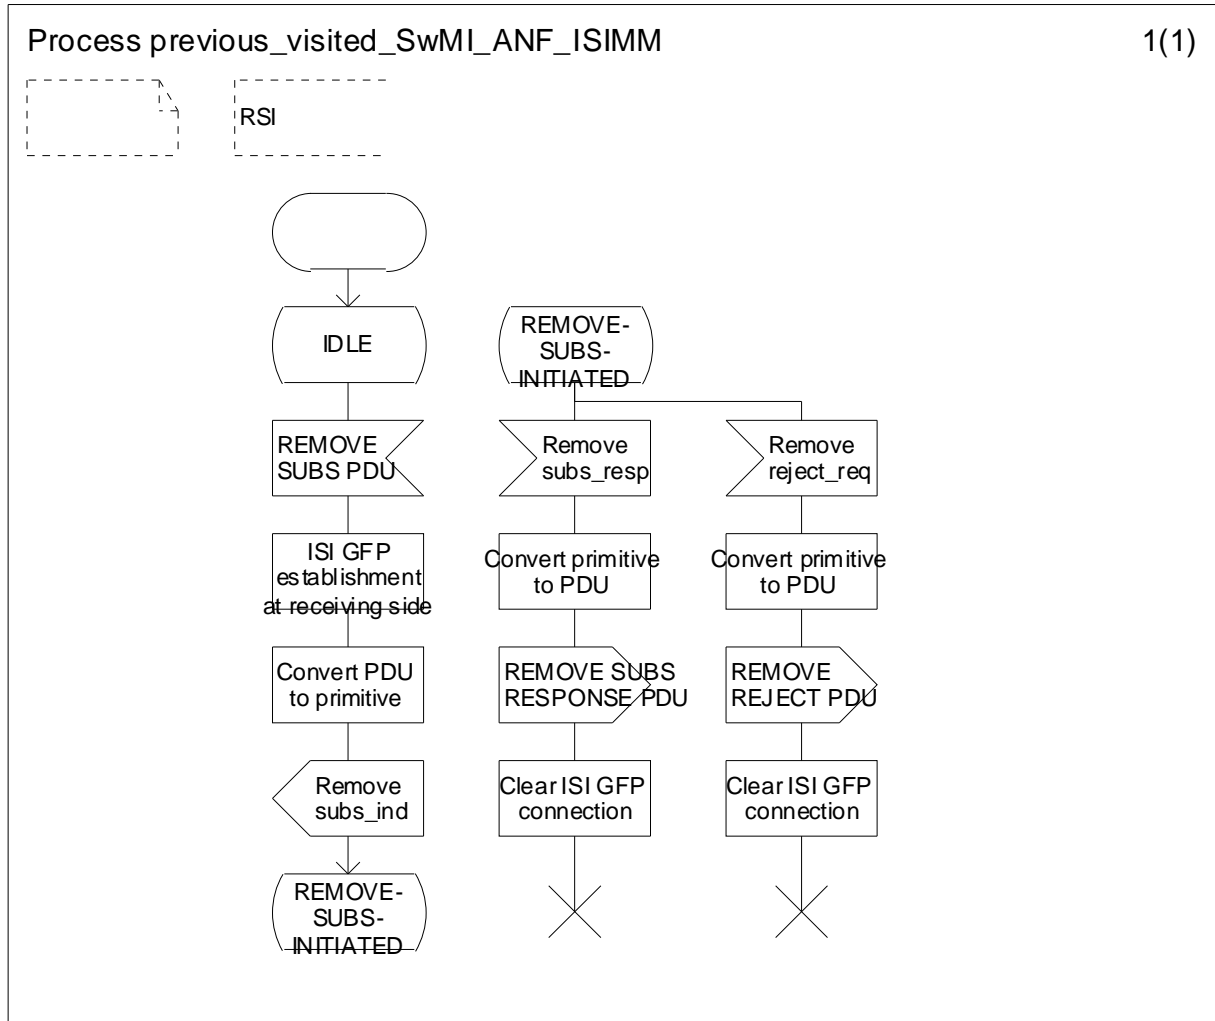 Process previous_visited_SwMI_ANF_ISIMM
1(1)
RSI
IDLE
REMOVE
SUBS PDU
ISI GFP
establishment
at receiving side
Convert PDU
to primitive
Remove
subs_ind
REMOVE-
SUBS-
INITIATED
REMOVE-
SUBS-
INITIATED
Remove
subs_resp
Convert primitive
to PDU
REMOVE SUBS
RESPONSE PDU
Clear ISI GFP
connection
Remove
reject_req
Convert primitive
to PDU
REMOVE
REJECT PDU
Clear ISI GFP
connection